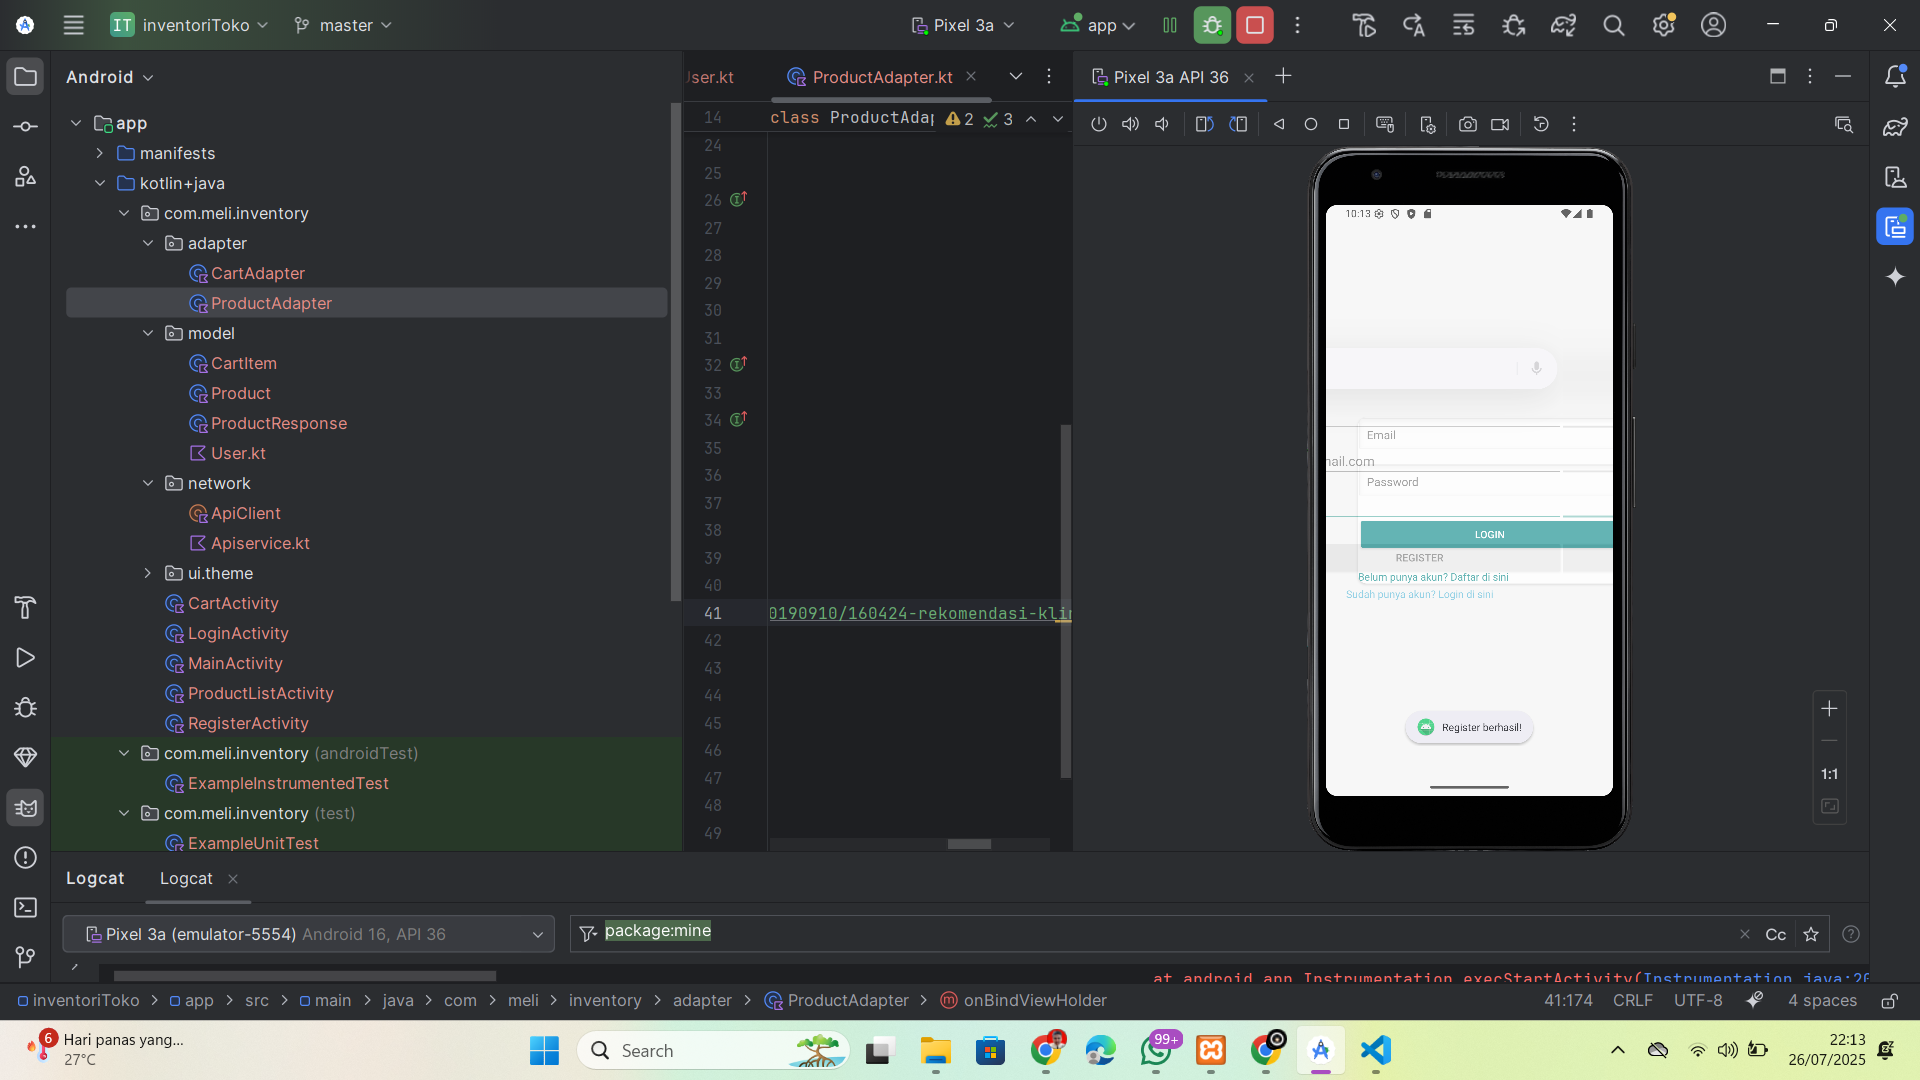 IT inventoriToko master Pixel 3a app
Android
app
manifests
kotlin+java
com.meli.inventory
adapter
CartAdapter
ProductAdapter
model
CartItem
Product
ProductResponse
User.kt
network
ApiClient
Apiservice.kt
ui.theme
CartActivity
LoginActivity
MainActivity
ProductListActivity
RegisterActivity
com.meli.inventory (androidTest)
ExampleInstrumentedTest
com.meli.inventory (test)
ExampleUnitTest
User.kt ProductAdapter.kt
14 class ProductAdap 2 3
24
25
26
27
28
29
30
31
32
33
34
35
36
37
38
39
40
41 0190910/160424-rekomendasi-klin
42
43
44
45
46
47
48
49
Pixel 3a API 36
10:13
Email
mail.com
Password
LOGIN
REGISTER
Belum punya akun? Daftar di sini
Sudah punya akun? Login di sini
Register berhasil!
1:1
Logcat Logcat
Pixel 3a (emulator-5554) Android 16, API 36 package:mine Cc
at android.app.Instrumentation.execStartActivity(Instrumentation.java:20
inventoriToko > app > src > main > java > com > meli > inventory > adapter > ProductAdapter > onBindViewHolder 41:174 CRLF UTF-8 4 spaces
6 Hari panas yang...
27°C
Search
99+
22:13
26/07/2025